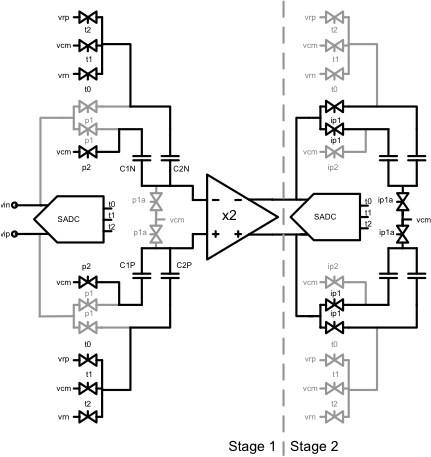 vrp
t2
vcm
t1
vrn
t0
p1
p1
vcm
p2
C1N
C2N
vin
vip
SADC
t0
t1
t2
p1a
vcm
p1a
x2
p2
vcm
p1
p1
C1P
C2P
t0
vrp
t1
vcm
t2
vrn
Stage 1
vrp
t2
vcm
t1
vrn
t0
ip1
ip1
vcm
ip2
SADC
t0
t1
t2
ip1a
vcm
ip1a
ip2
vcm
ip1
ip1
t0
vrp
t1
vcm
t2
vrn
Stage 2